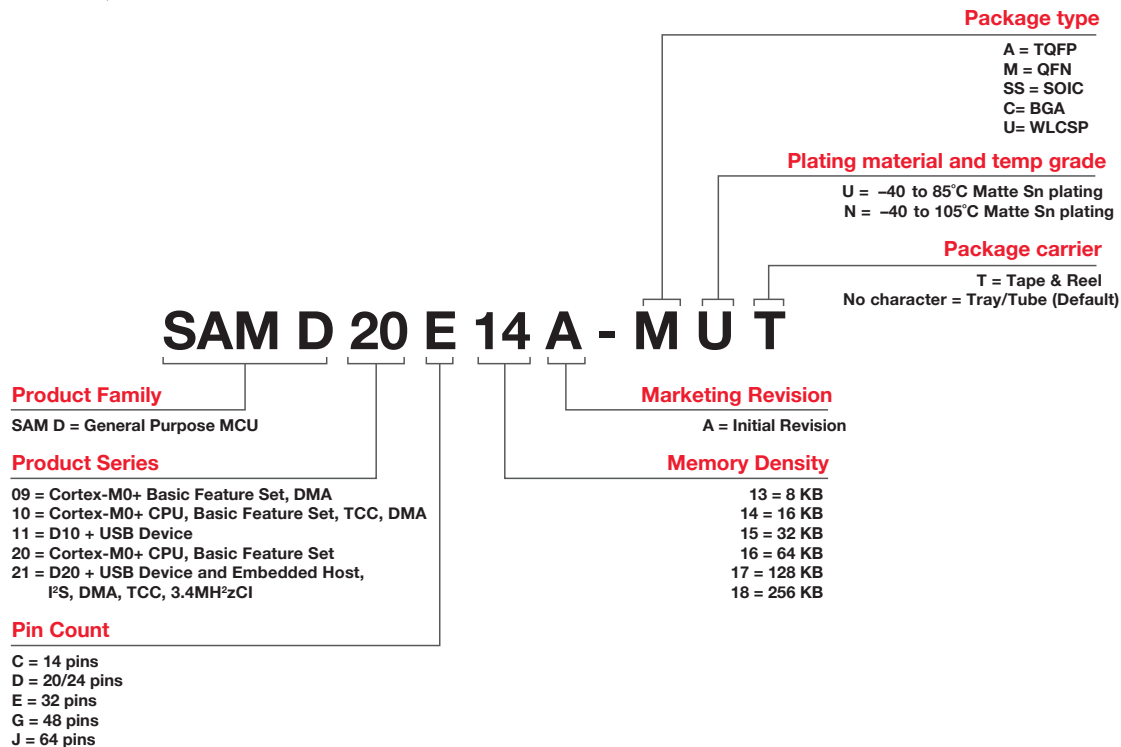 Package type
A = TQFP
M = QFN
SS = SOIC
C= BGA
U= WLCSP
Plating material and temp grade
U = –40 to 85˚C Matte Sn plating
N = –40 to 105˚C Matte Sn plating
Package carrier
T = Tape & Reel
No character = Tray/Tube (Default)
SAM D 20 E 14 A - M U T
Product Family
SAM D = General Purpose MCU
Product Series
09 = Cortex-M0+ Basic Feature Set, DMA
10 = Cortex-M0+ CPU, Basic Feature Set, TCC, DMA
11 = D10 + USB Device
20 = Cortex-M0+ CPU, Basic Feature Set
21 = D20 + USB Device and Embedded Host,
I²S, DMA, TCC, 3.4MH²zCI
Pin Count
C = 14 pins
D = 20/24 pins
E = 32 pins
G = 48 pins
J = 64 pins
Marketing Revision
A = Initial Revision
Memory Density
13 = 8 KB
14 = 16 KB
15 = 32 KB
16 = 64 KB
17 = 128 KB
18 = 256 KB